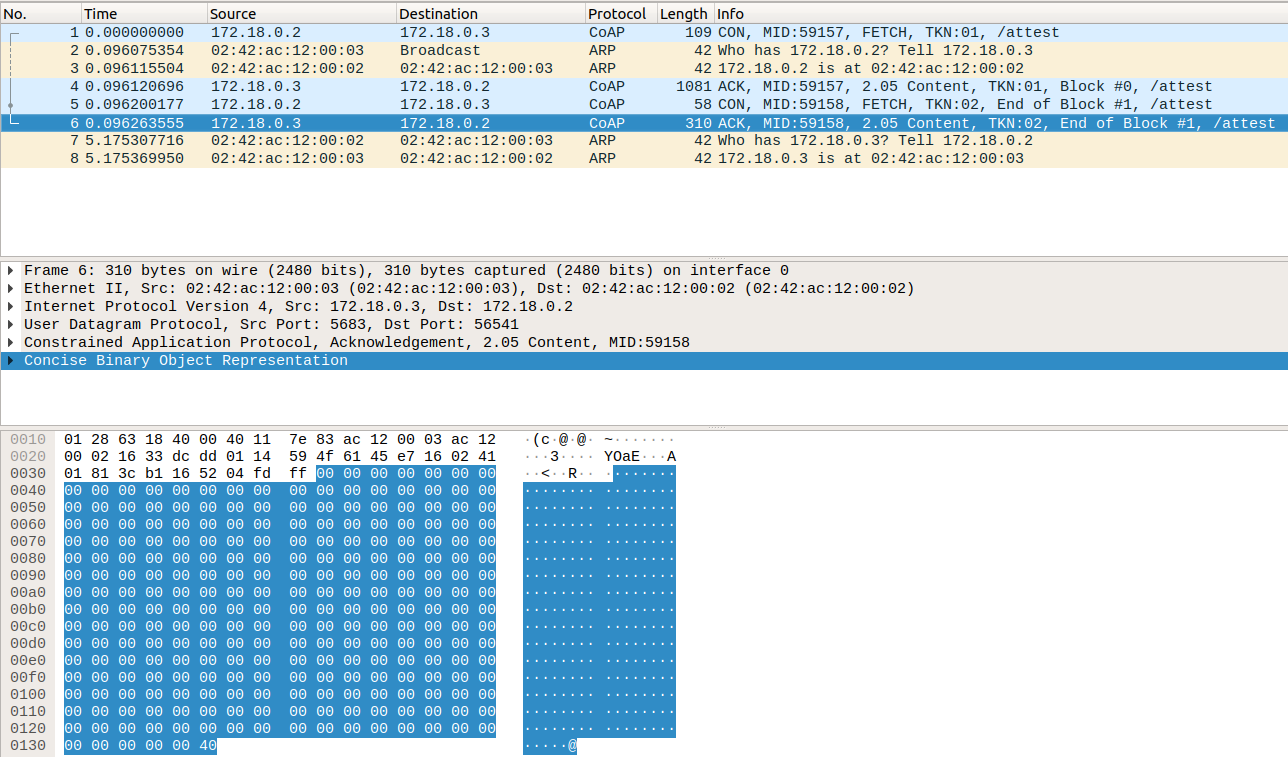 No. Time Source Destination Protocol Length Info
1 0.000000000 172.18.0.2 172.18.0.3 CoAP 109 CON, MID:59157, FETCH, TKN:01, /attest
2 0.096075354 02:42:ac:12:00:03 Broadcast ARP 42 Who has 172.18.0.2? Tell 172.18.0.3
3 0.096115504 02:42:ac:12:00:02 02:42:ac:12:00:03 ARP 42 172.18.0.2 is at 02:42:ac:12:00:02
4 0.096120696 172.18.0.3 172.18.0.2 CoAP 1081 ACK, MID:59157, 2.05 Content, TKN:01, Block #0, /attest
5 0.096200177 172.18.0.2 172.18.0.3 CoAP 58 CON, MID:59158, FETCH, TKN:02, End of Block #1, /attest
6 0.096263555 172.18.0.3 172.18.0.2 CoAP 310 ACK, MID:59158, 2.05 Content, TKN:02, End of Block #1, /attest
7 5.175307716 02:42:ac:12:00:02 02:42:ac:12:00:03 ARP 42 Who has 172.18.0.3? Tell 172.18.0.2
8 5.175369950 02:42:ac:12:00:03 02:42:ac:12:00:02 ARP 42 172.18.0.3 is at 02:42:ac:12:00:03
Frame 6: 310 bytes on wire (2480 bits), 310 bytes captured (2480 bits) on interface 0
Ethernet II, Src: 02:42:ac:12:00:03 (02:42:ac:12:00:03), Dst: 02:42:ac:12:00:02 (02:42:ac:12:00:02)
Internet Protocol Version 4, Src: 172.18.0.3, Dst: 172.18.0.2
User Datagram Protocol, Src Port: 5683, Dst Port: 56541
Constrained Application Protocol, Acknowledgement, 2.05 Content, MID:59158
Concise Binary Object Representation
0010 01 28 63 18 40 00 40 11 7e 83 ac 12 00 03 ac 12 ·(c·@·@· ~·······
0020 00 02 16 33 dc dd 01 14 59 4f 61 45 e7 16 02 41 ···3···· YOaE···A
0030 01 81 3c b1 16 52 04 fd ff 00 00 00 00 00 00 00 ··<··R·· ········
0040 00 00 00 00 00 00 00 00 00 00 00 00 00 00 00 00 ········ ········
0050 00 00 00 00 00 00 00 00 00 00 00 00 00 00 00 00 ········ ········
0060 00 00 00 00 00 00 00 00 00 00 00 00 00 00 00 00 ········ ········
0070 00 00 00 00 00 00 00 00 00 00 00 00 00 00 00 00 ········ ········
0080 00 00 00 00 00 00 00 00 00 00 00 00 00 00 00 00 ········ ········
0090 00 00 00 00 00 00 00 00 00 00 00 00 00 00 00 00 ········ ········
00a0 00 00 00 00 00 00 00 00 00 00 00 00 00 00 00 00 ········ ········
00b0 00 00 00 00 00 00 00 00 00 00 00 00 00 00 00 00 ········ ········
00c0 00 00 00 00 00 00 00 00 00 00 00 00 00 00 00 00 ········ ········
00d0 00 00 00 00 00 00 00 00 00 00 00 00 00 00 00 00 ········ ········
00e0 00 00 00 00 00 00 00 00 00 00 00 00 00 00 00 00 ········ ········
00f0 00 00 00 00 00 00 00 00 00 00 00 00 00 00 00 00 ········ ········
0100 00 00 00 00 00 00 00 00 00 00 00 00 00 00 00 00 ········ ········
0110 00 00 00 00 00 00 00 00 00 00 00 00 00 00 00 00 ········ ········
0120 00 00 00 00 00 00 00 00 00 00 00 00 00 00 00 00 ········ ········
0130 00 00 00 00 00 40 ·····@